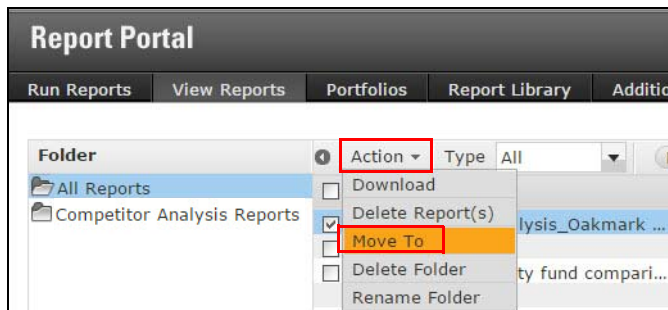 Report Portal
Run Reports View Reports Portfolios Report Library
Folder Action Type All
All Reports Download
Competitor Analysis Reports Delete Report(s)
lysis_Oakmark ...
Move To
Delete Folder ty fund compari...
Rename Folder